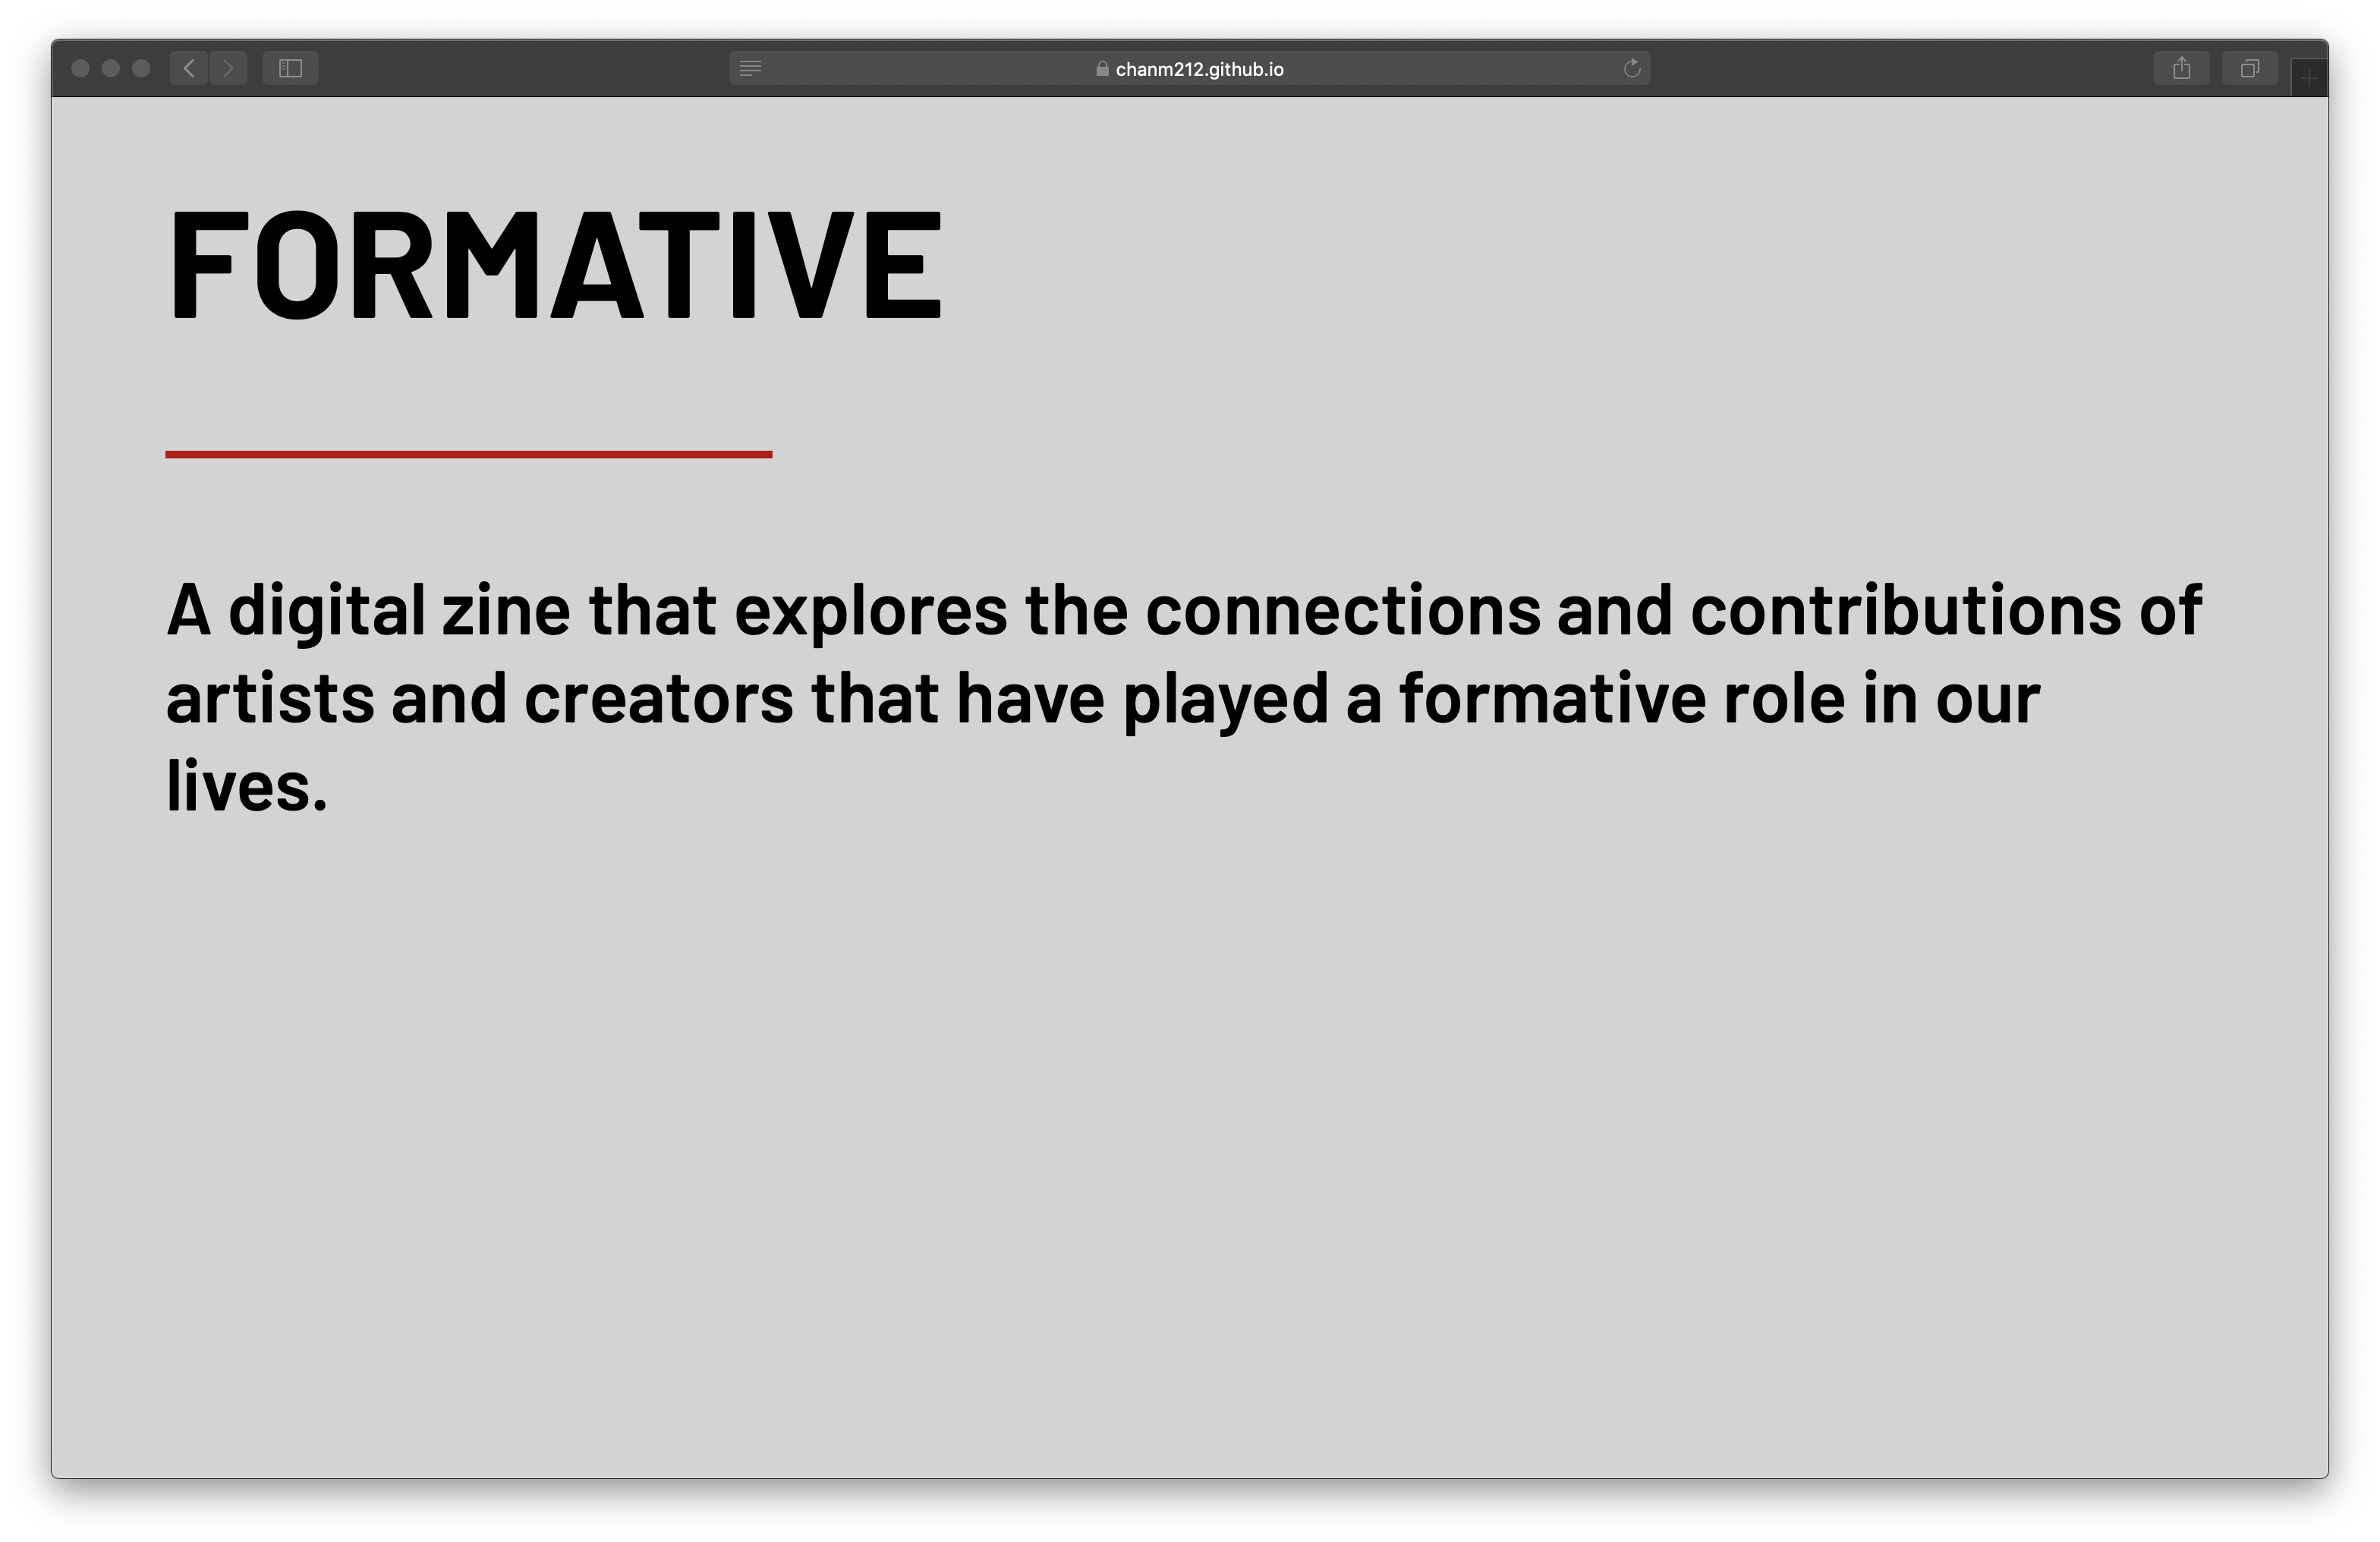 chanm212.github.io
FORMATIVE
A digital zine that explores the connections and contributions of
artists and creators that have played a formative role in our
lives.